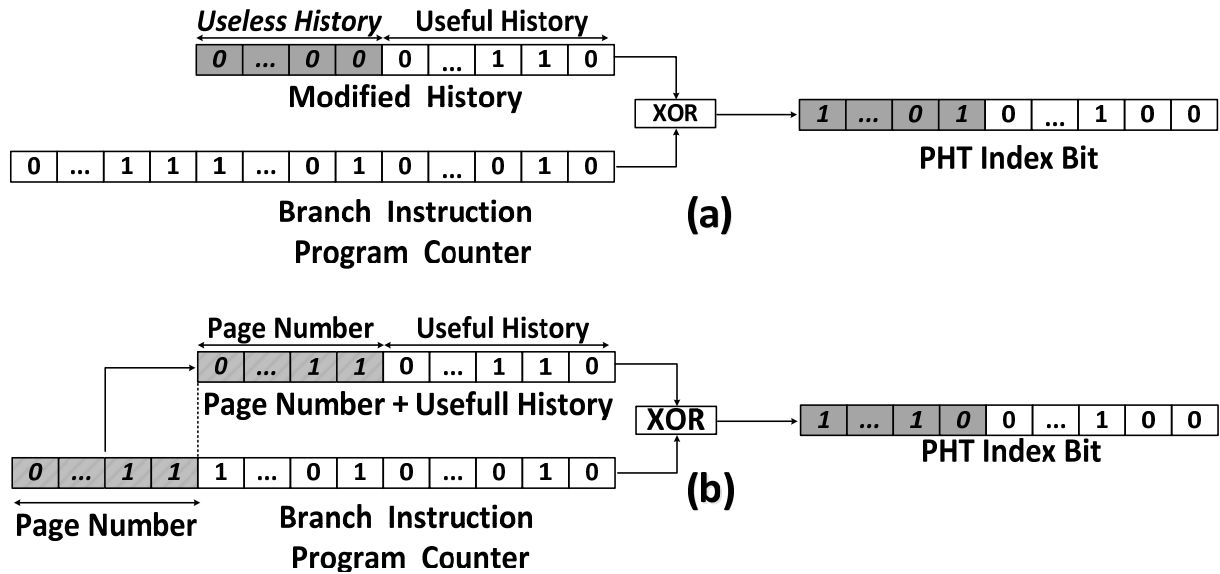 Useless History Useful History
0 ... 0 0 0 ... 1 1 0
Modified History
XOR
1 ... 0 1 0 ... 1 0 0
PHT Index Bit
0 ... 1 1 1 ... 0 1 0 ... 0 1 0
Branch Instruction
Program Counter
(a)
Page Number Useful History
0 ... 1 1 0 ... 1 1 0
Page Number + Usefull History
XOR
1 ... 1 0 0 ... 1 0 0
PHT Index Bit
0 ... 1 1 1 ... 0 1 0 ... 0 1 0
Page Number
Branch Instruction
Program Counter
(b)